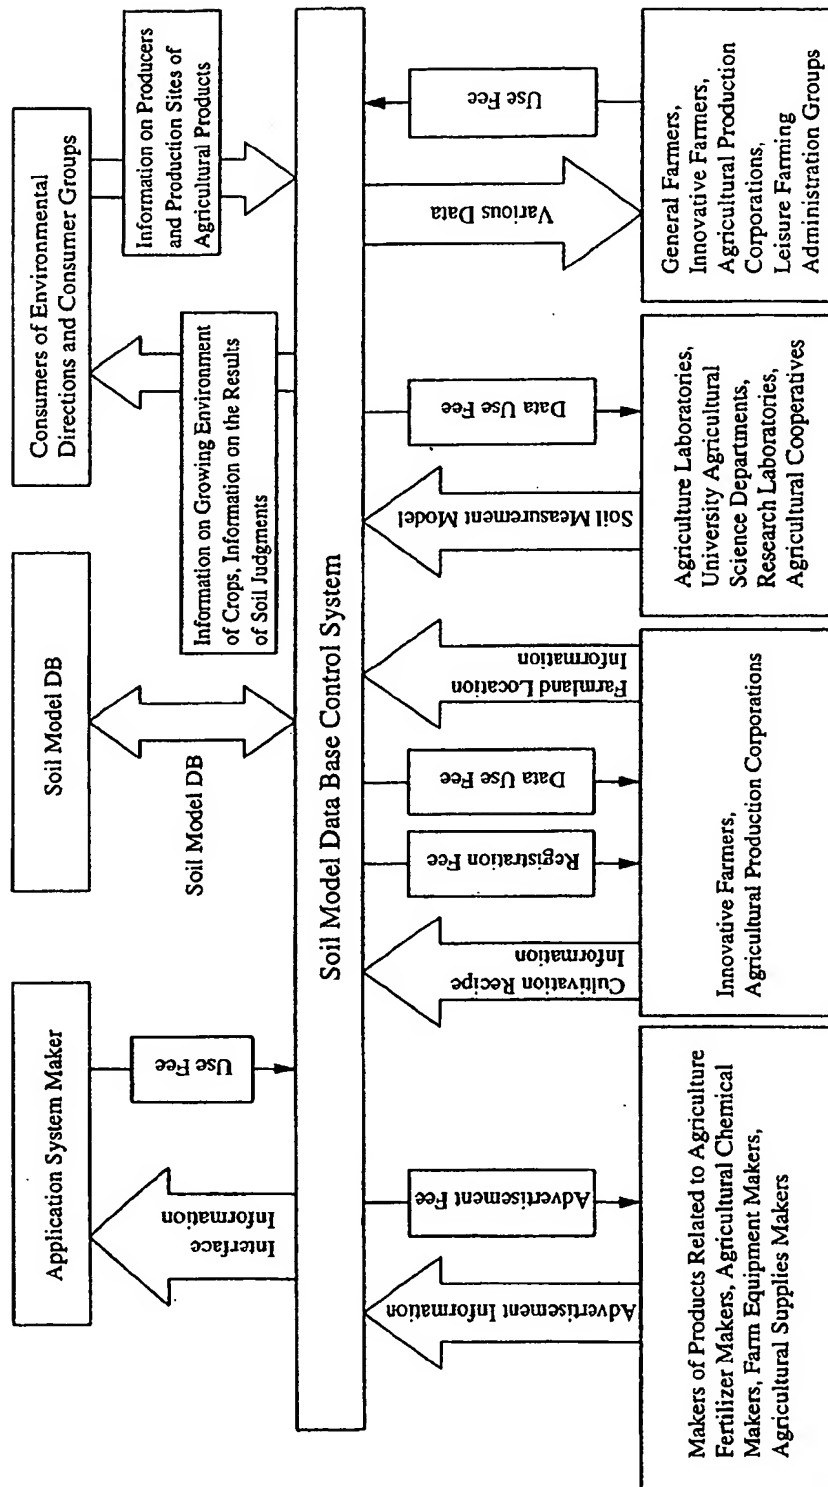 Application System Maker
Soil Model DB
Consumers of Environmental
Directions and Consumer Groups
Interface
Information
Use Fee
Soil Model DB
Information on Growing Environment
of Crops, Information on the Results
of Soil Judgments
Information on Producers
and Production Sites of
Agricultural Products
Soil Model Data Base Control System
Advertisement Information
Advertisement Fee
Cultivation Recipe
Information
Registration Fee
Data Use Fee
Farmland Location
Information
Soil Measurement Model
Data Use Fee
Various Data
Use Fee
Makers of Products Related to Agriculture
Fertilizer Makers, Agricultural Chemical
Makers, Farm Equipment Makers,
Agricultural Supplies Makers
Innovative Farmers,
Agricultural Production Corporations
Agriculture Laboratories,
University Agricultural
Science Departments,
Research Laboratories,
Agricultural Cooperatives
General Farmers,
Innovative Farmers,
Agricultural Production
Corporations,
Leisure Farming
Administration Groups